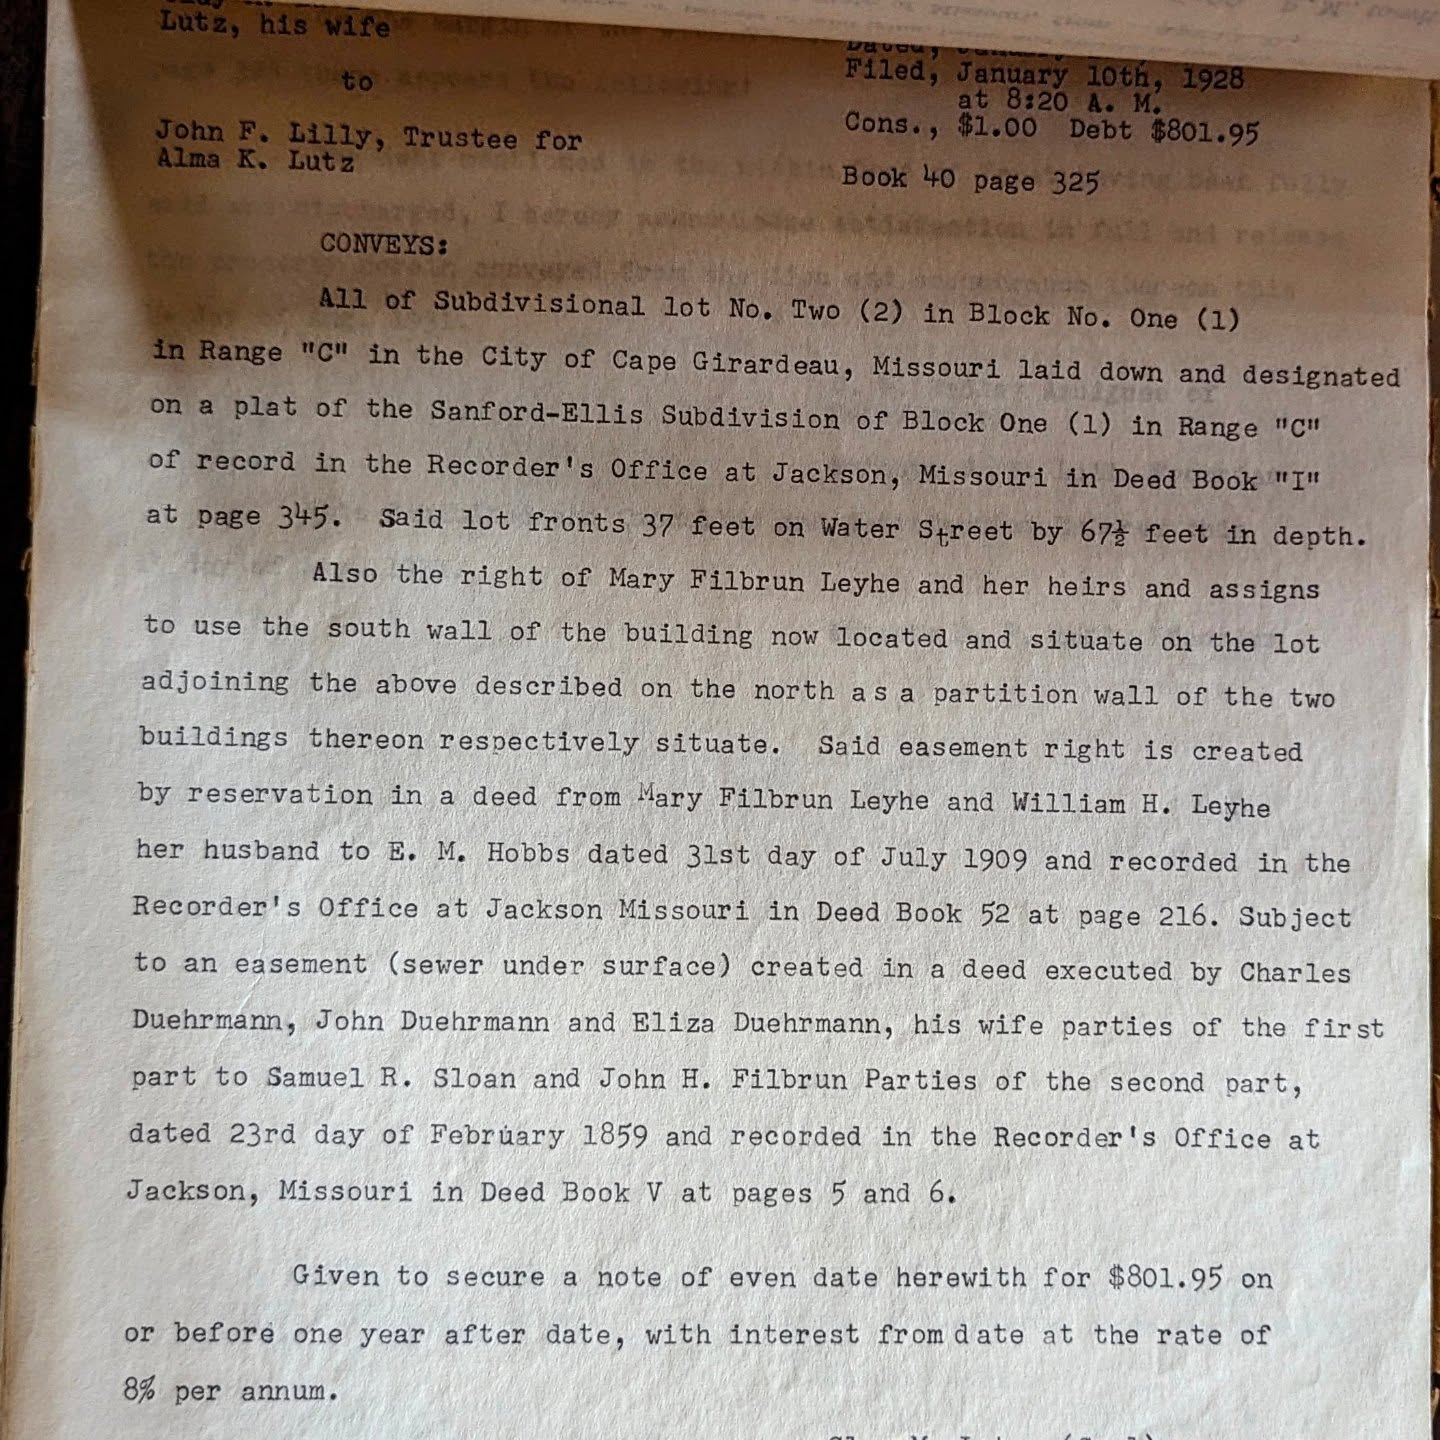 Lutz, his wife
to
John F. Lilly, Trustee for
Alma K. Lutz
Dated, January
Filed, January 10th, 1928
at 8:20 A. M.
Cons., $1.00 Debt $801.95
Book 40 page 325
CONVEYS:
All of Subdivisional lot No. Two (2) in Block No. One (1)
in Range "C" in the City of Cape Girardeau, Missouri laid down and designated
on a plat of the Sanford-Ellis Subdivision of Block One (1) in Range "C"
of record in the Recorder's Office at Jackson, Missouri in Deed Book "I"
at page 345. Said lot fronts 37 feet on Water Street by 67½ feet in depth.
Also the right of Mary Filbrun Leyhe and her heirs and assigns
to use the south wall of the building now located and situate on the lot
adjoining the above described on the north as a partition wall of the two
buildings thereon respectively situate. Said easement right is created
by reservation in a deed from Mary Filbrun Leyhe and William H. Leyhe
her husband to E. M. Hobbs dated 31st day of July 1909 and recorded in the
Recorder's Office at Jackson Missouri in Deed Book 52 at page 216. Subject
to an easement (sewer under surface) created in a deed executed by Charles
Duehrmann, John Duehrmann and Eliza Duehrmann, his wife parties of the first
part to Samuel R. Sloan and John H. Filbrun Parties of the second part,
dated 23rd day of February 1859 and recorded in the Recorder's Office at
Jackson, Missouri in Deed Book V at pages 5 and 6.
Given to secure a note of even date herewith for $801.95 on
or before one year after date, with interest from date at the rate of
8% per annum.